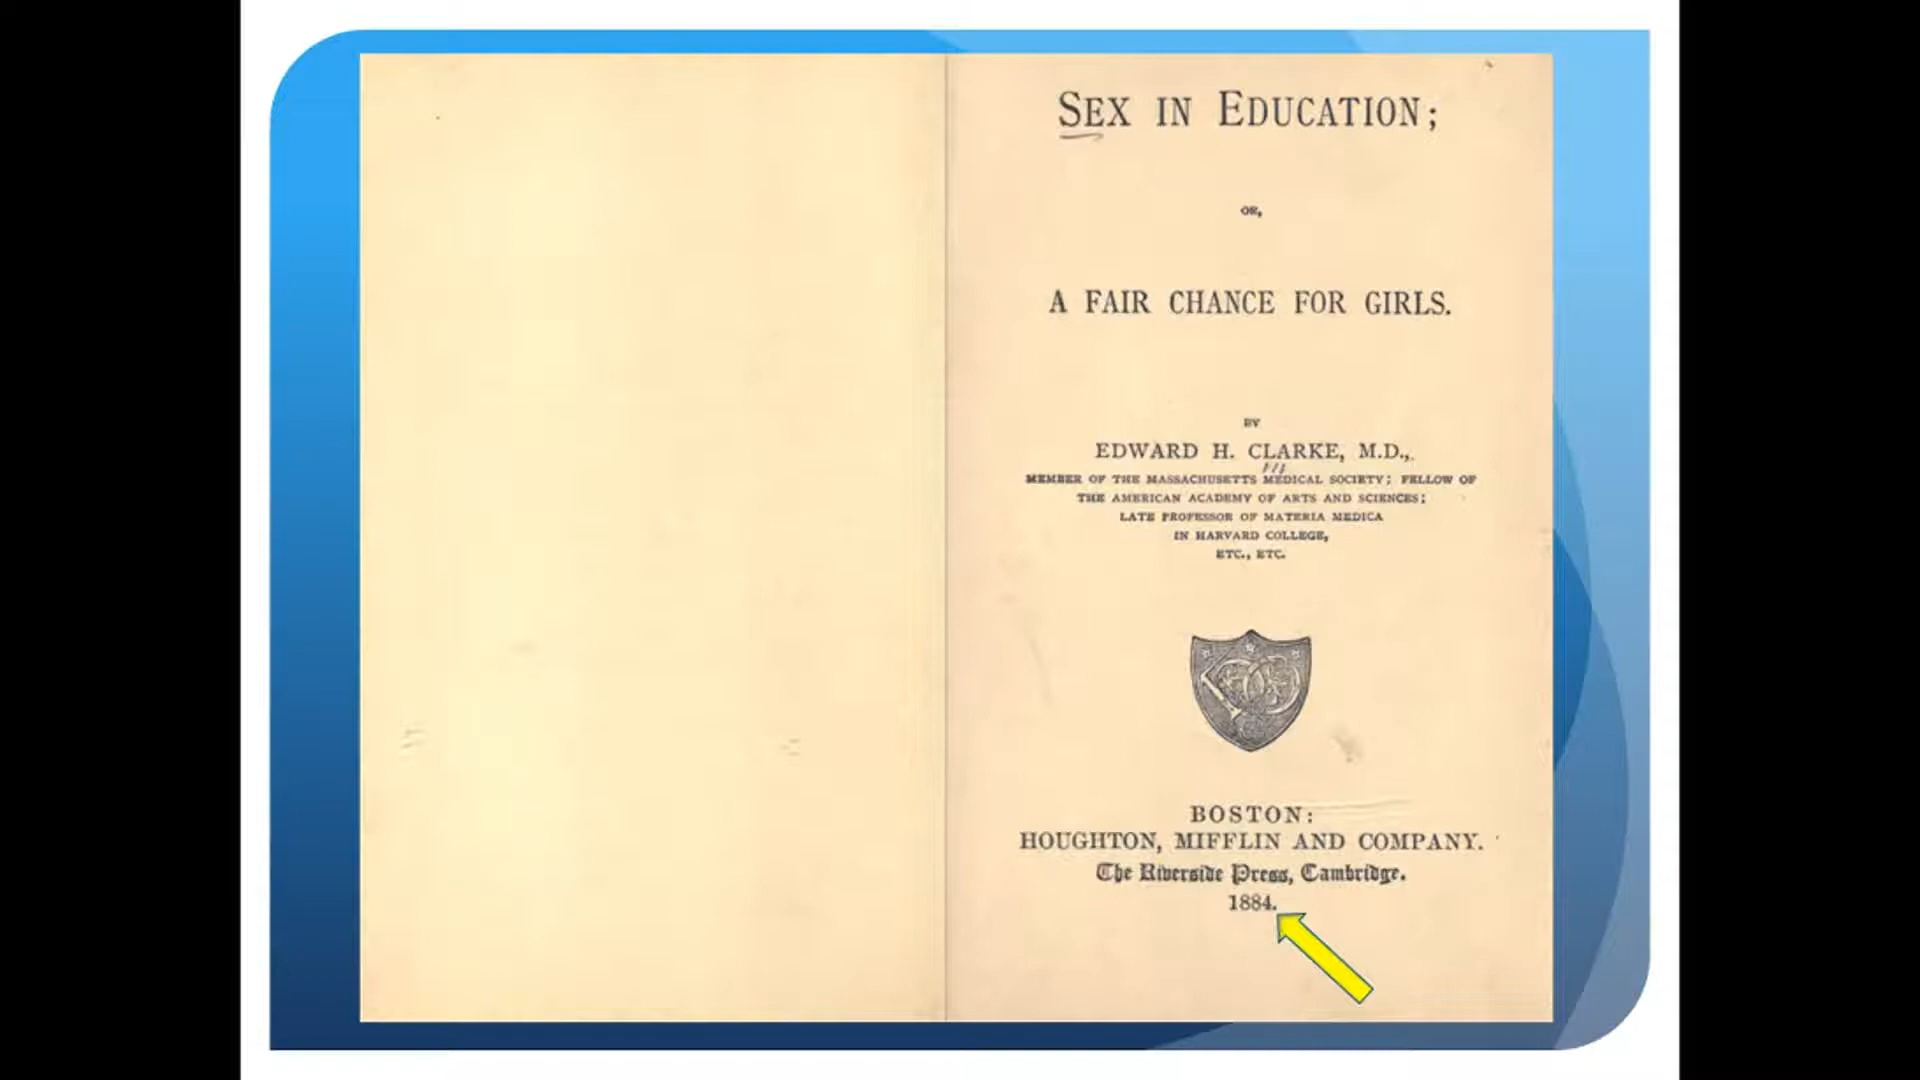 SEX IN EDUCATION;
OR,
A FAIR CHANCE FOR GIRLS.
BY
EDWARD H. CLARKE, M.D.,
MEMBER OF THE MASSACHUSETTS MEDICAL SOCIETY; FELLOW OF
THE AMERICAN ACADEMY OF ARTS AND SCIENCES;
LATE PROFESSOR OF MATERIA MEDICA
IN HARVARD COLLEGE,
ETC., ETC.
BOSTON:
HOUGHTON, MIFFLIN AND COMPANY.
The Riverside Press, Cambridge.
1884.